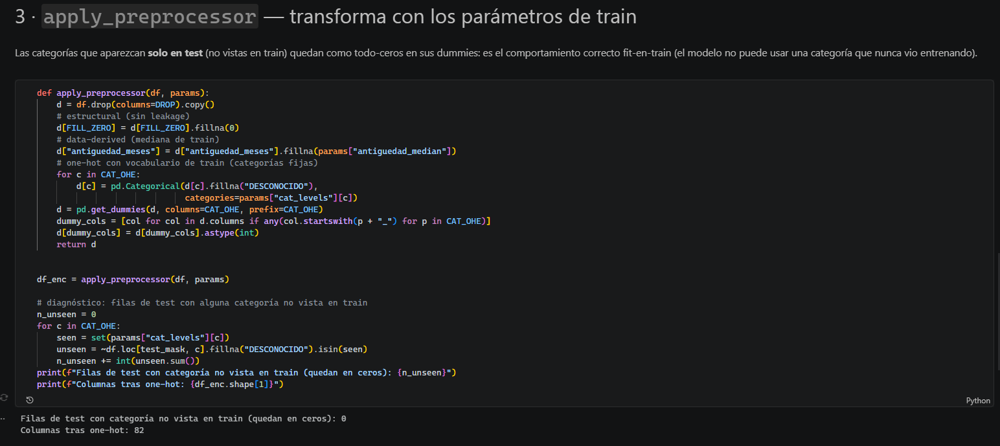 3 · apply_preprocessor — transforma con los parámetros de train
Las categorías que aparezcan solo en test (no vistas en train) quedan como todo-ceros en sus dummies: es el comportamiento correcto fit-en-train (el modelo no puede usar una categoría que nunca vio entrenando).
def apply_preprocessor(df, params):
    d = df.drop(columns=DROP).copy()
    # estructural (sin leakage)
    d[FILL_ZERO] = d[FILL_ZERO].fillna(0)
    # data-derived (mediana de train)
    d["antiguedad_meses"] = d["antiguedad_meses"].fillna(params["antiguedad_median"])
    # one-hot con vocabulario de train (categorías fijas)
    for c in CAT_OHE:
        d[c] = pd.Categorical(d[c].fillna("DESCONOCIDO"),
                              categories=params["cat_levels"][c])
    d = pd.get_dummies(d, columns=CAT_OHE, prefix=CAT_OHE)
    dummy_cols = [col for col in d.columns if any(col.startswith(p + "_") for p in CAT_OHE)]
    d[dummy_cols] = d[dummy_cols].astype(int)
    return d
df_enc = apply_preprocessor(df, params)
# diagnóstico: filas de test con alguna categoría no vista en train
n_unseen = 0
for c in CAT_OHE:
    seen = set(params["cat_levels"][c])
    unseen = ~df.loc[test_mask, c].fillna("DESCONOCIDO").isin(seen)
    n_unseen += int(unseen.sum())
print(f"Filas de test con categoría no vista en train (quedan en ceros): {n_unseen}")
print(f"Columnas tras one-hot: {df_enc.shape[1]}")
Python
Filas de test con categoría no vista en train (quedan en ceros): 0
Columnas tras one-hot: 82